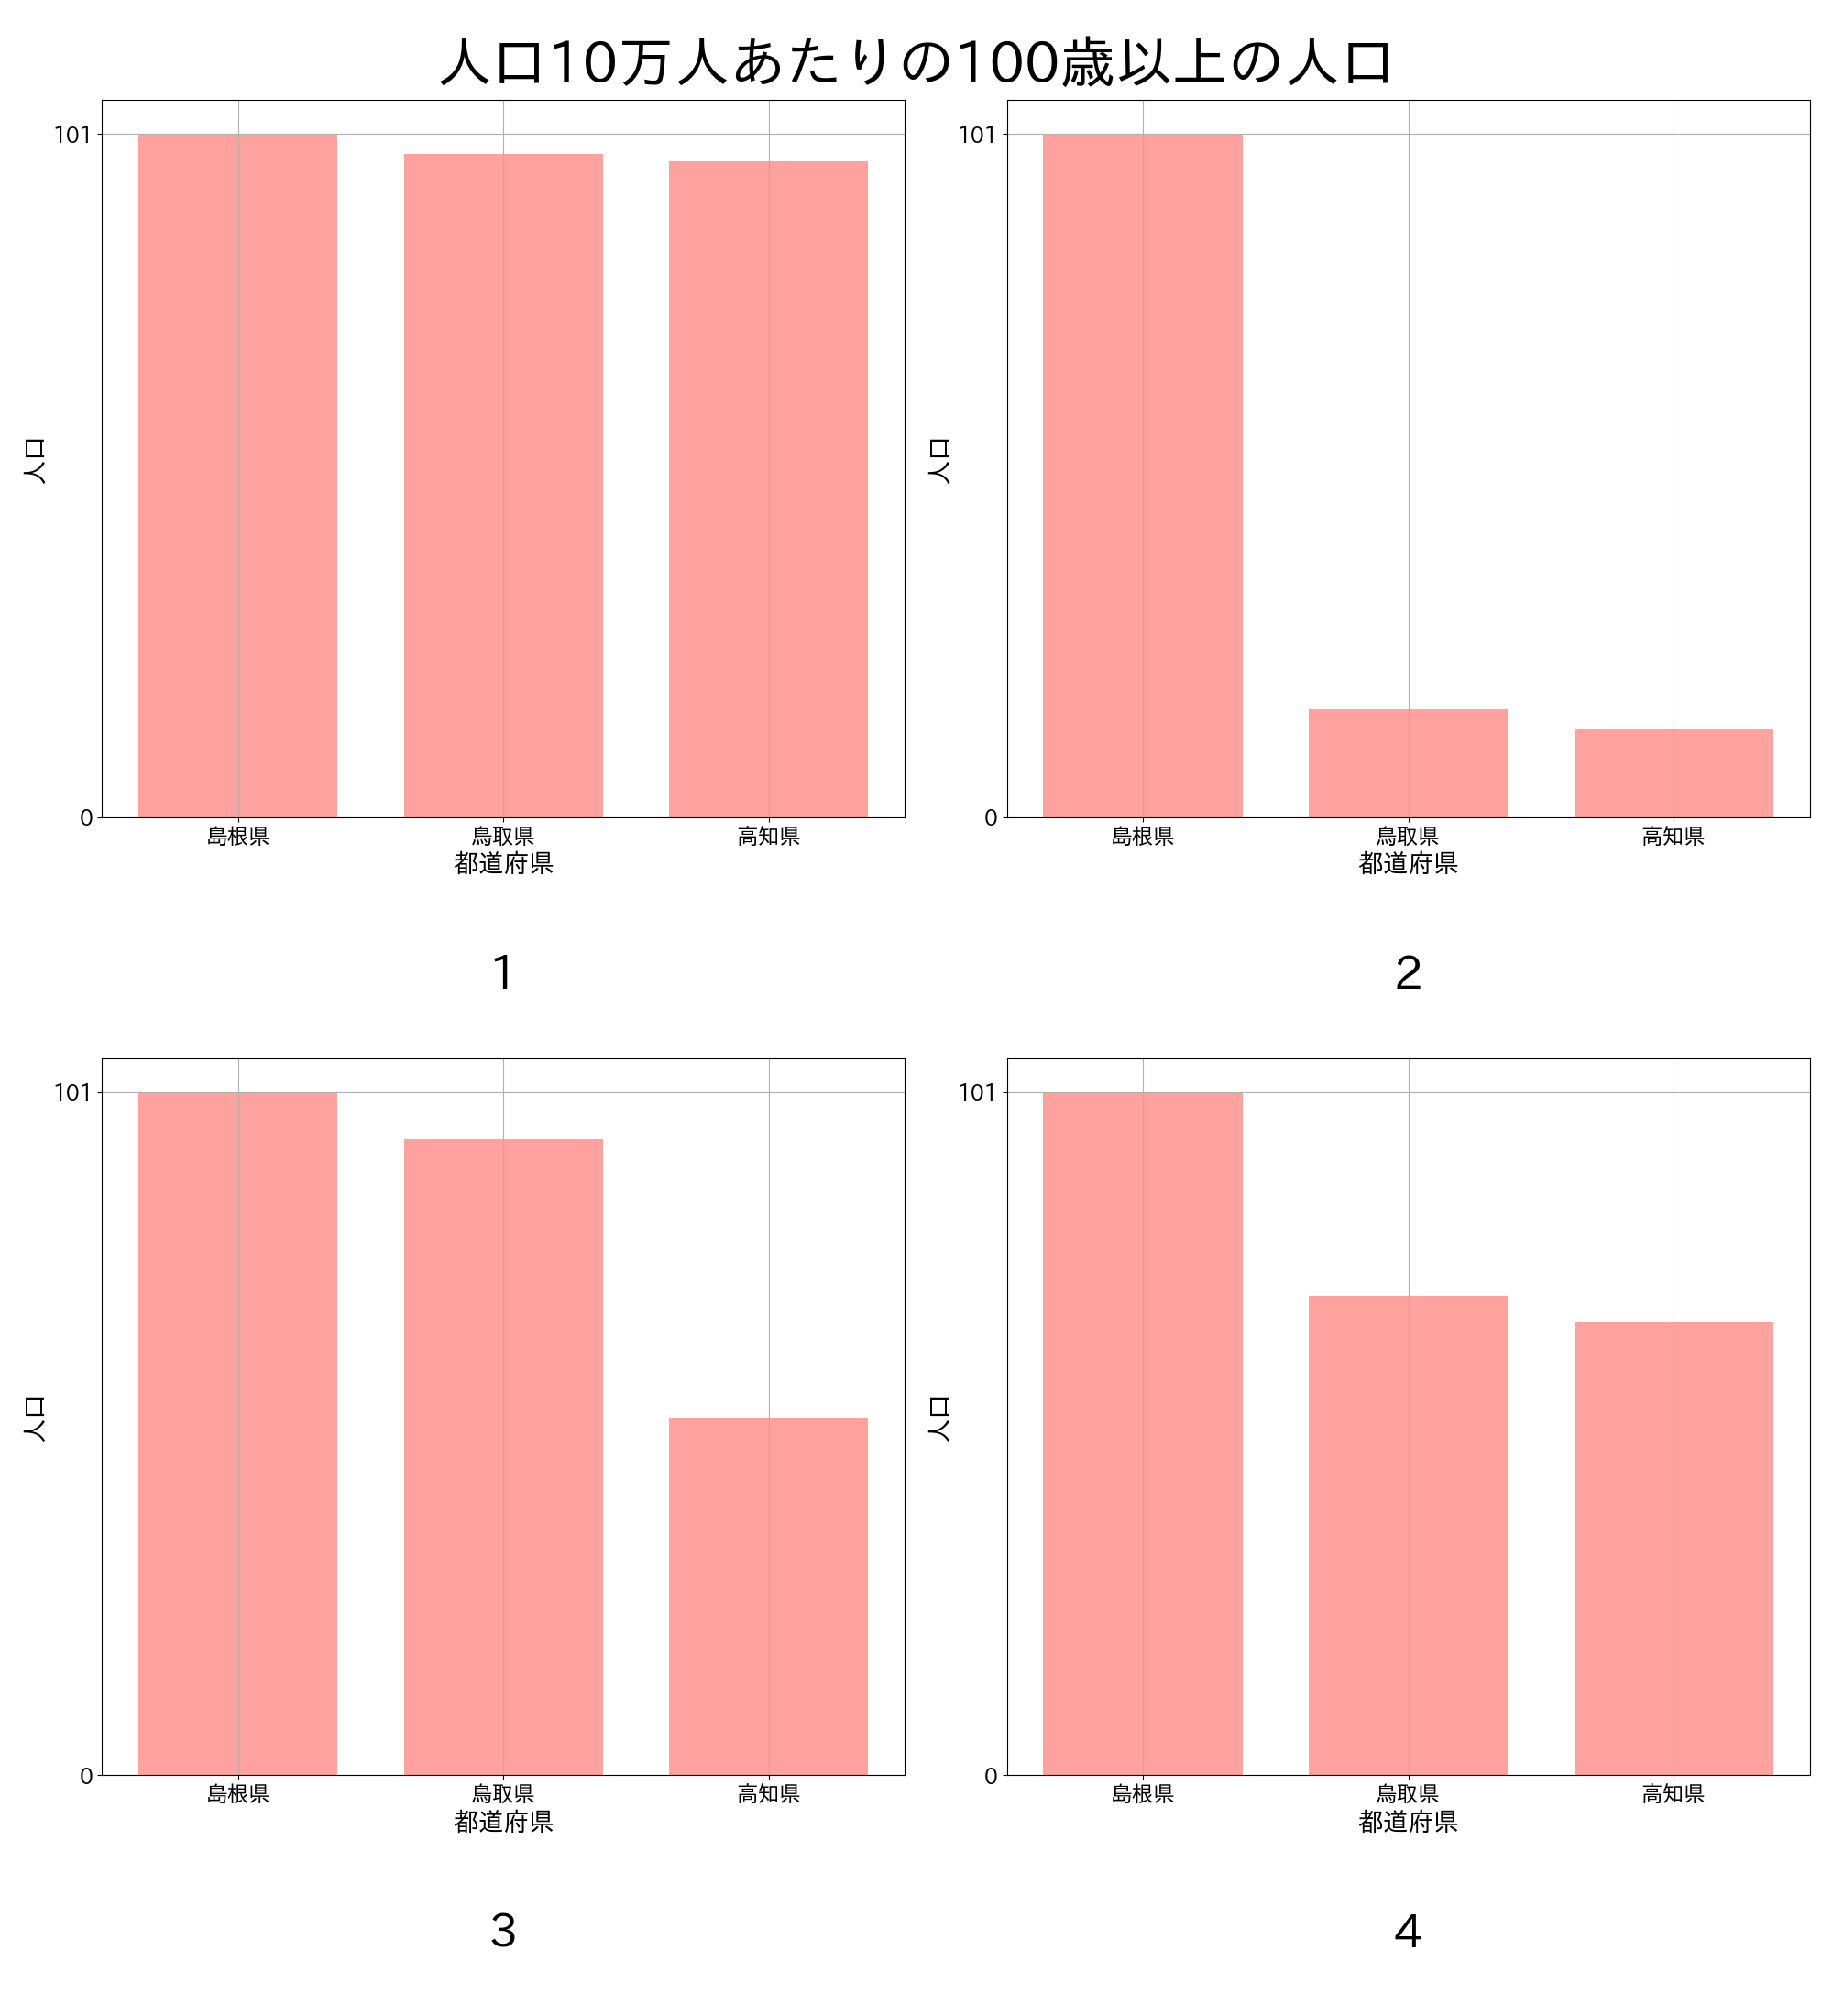 人口10万人あたりの100歳以上の人口
101
0
人口
島根県 鳥取県 高知県
都道府県
1
101
0
人口
島根県 鳥取県 高知県
都道府県
2
101
0
人口
島根県 鳥取県 高知県
都道府県
3
101
0
人口
島根県 鳥取県 高知県
都道府県
4